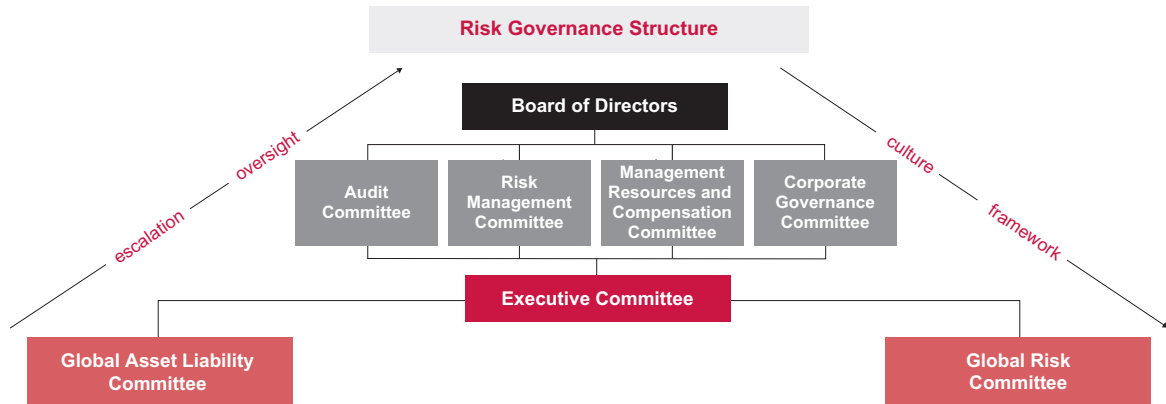 Risk Governance Structure
Board of Directors
oversight
escalation
culture
framework
Audit
Committee
Risk
Management
Committee
Management
Resources and
Compensation
Committee
Corporate
Governance
Committee
Executive Committee
Global Asset Liability
Committee
Global Risk
Committee